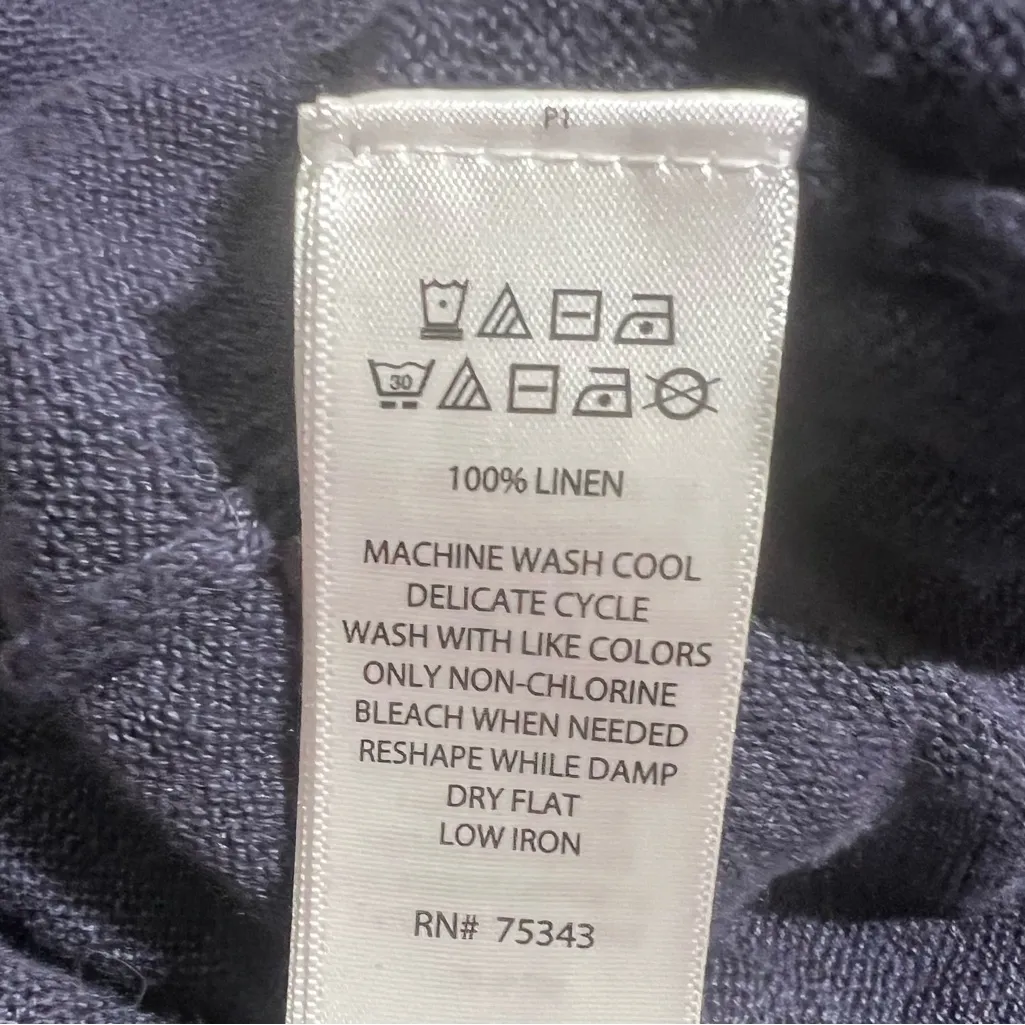 P1
30
100% LINEN
MACHINE WASH COOL
DELICATE CYCLE
WASH WITH LIKE COLORS
ONLY NON-CHLORINE
BLEACH WHEN NEEDED
RESHAPE WHILE DAMP
DRY FLAT
LOW IRON
RN# 75343